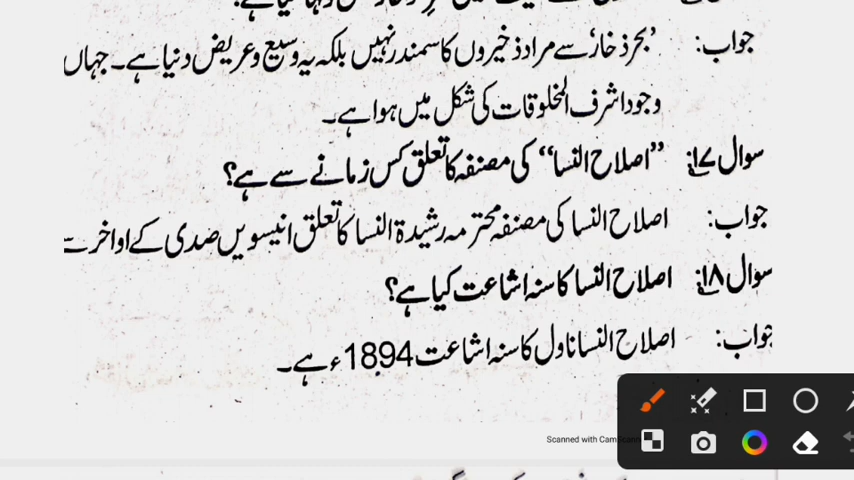 جواب: ’بحر ذخار‘ سے مراد ذخیروں کا سمندر نہیں بلکہ یہ وسیع و عریض دنیا ہے۔ جہاں
وجود اشرف المخلوقات کی شکل میں ہوا ہے۔
سوال ۱۷: ”اصلاح النسا“ کی مصنفہ کا تعلق کس زمانے سے ہے؟
جواب: اصلاح النسا کی مصنفہ محترمہ رشیدۃ النسا کا تعلق انیسویں صدی کے اواخر سے
سوال ۱۸: اصلاح النسا کا سنہ اشاعت کیا ہے؟
جواب: اصلاح النسا ناول کا سنہ اشاعت 1894ء ہے۔
Scanned with Cam